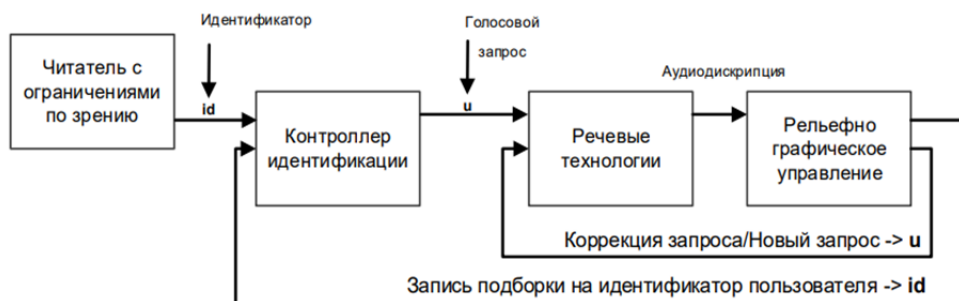 Идентификатор
Голосовой
запрос
Аудиодискрипция
Читатель с
ограничениями
по зрению
id
Контроллер
идентификации
u
Речевые
технологии
Рельефно
графическое
управление
Коррекция запроса/Новый запрос -> u
Запись подборки на идентификатор пользователя -> id